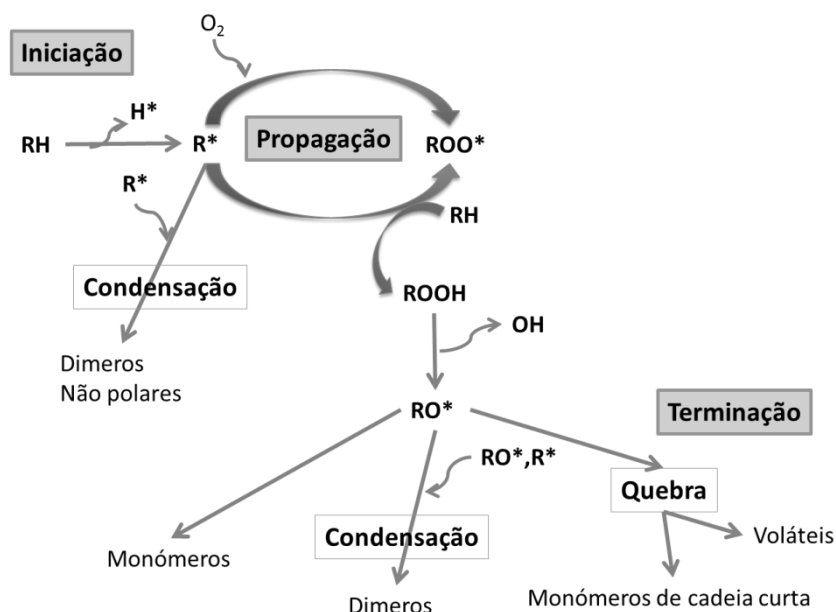 O₂
Iniciação
H*
RH
R*
Propagação
ROO*
R*
RH
Condensação
ROOH
OH
Dimeros
Não polares
RO*
Terminação
RO*,R*
Quebra
Condensação
Monómeros
Voláteis
Dimeros
Monómeros de cadeia curta